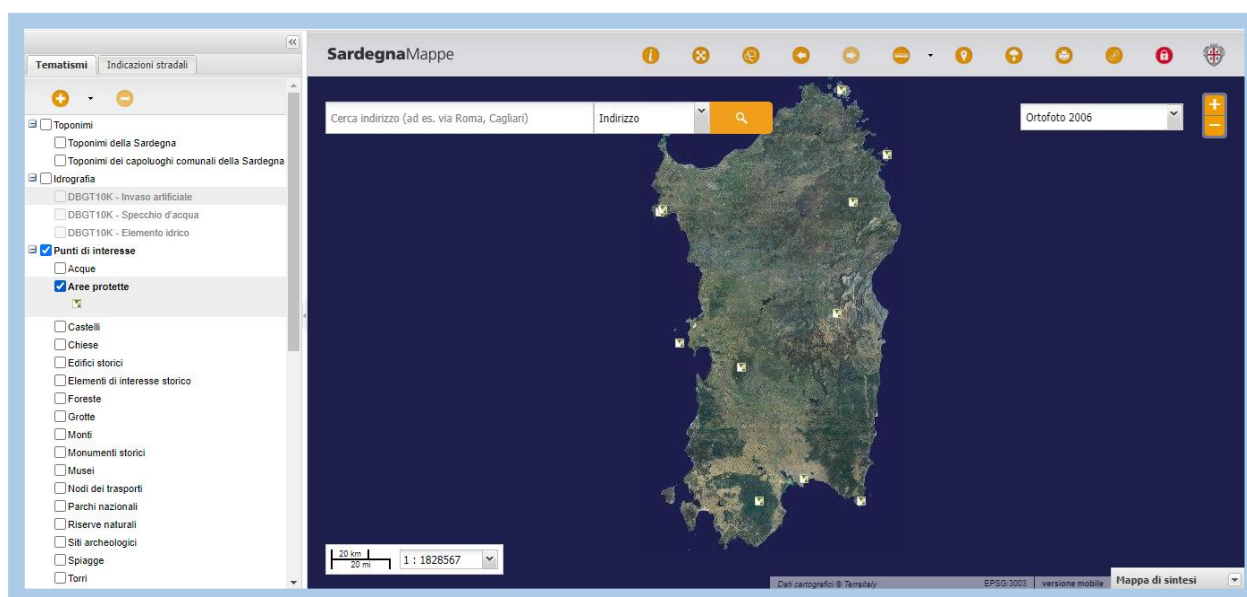 SardegnaMappe
Tematismi
Indicazioni stradali
Toponimi
Toponimi della Sardegna
Toponimi dei capoluoghi comunali della Sardegna
Idrografia
DBGT10K - Invaso artificiale
DBGT10K - Specchio d'acqua
DBGT10K - Elemento idrico
Punti di interesse
Acque
Aree protette
Castelli
Chiese
Edifici storici
Elementi di interesse storico
Foreste
Grotte
Monti
Monumenti storici
Musei
Nodi dei trasporti
Parchi nazionali
Riserve naturali
Siti archeologici
Spiagge
Torri
Cerca indirizzo (ad es. via Roma, Cagliari)
Indirizzo
Ortofoto 2006
20 km
20 mi
1 : 1828567
Dati cartografici © Terraitaly
EPSG:3003
versione mobile
Mappa di sintesi